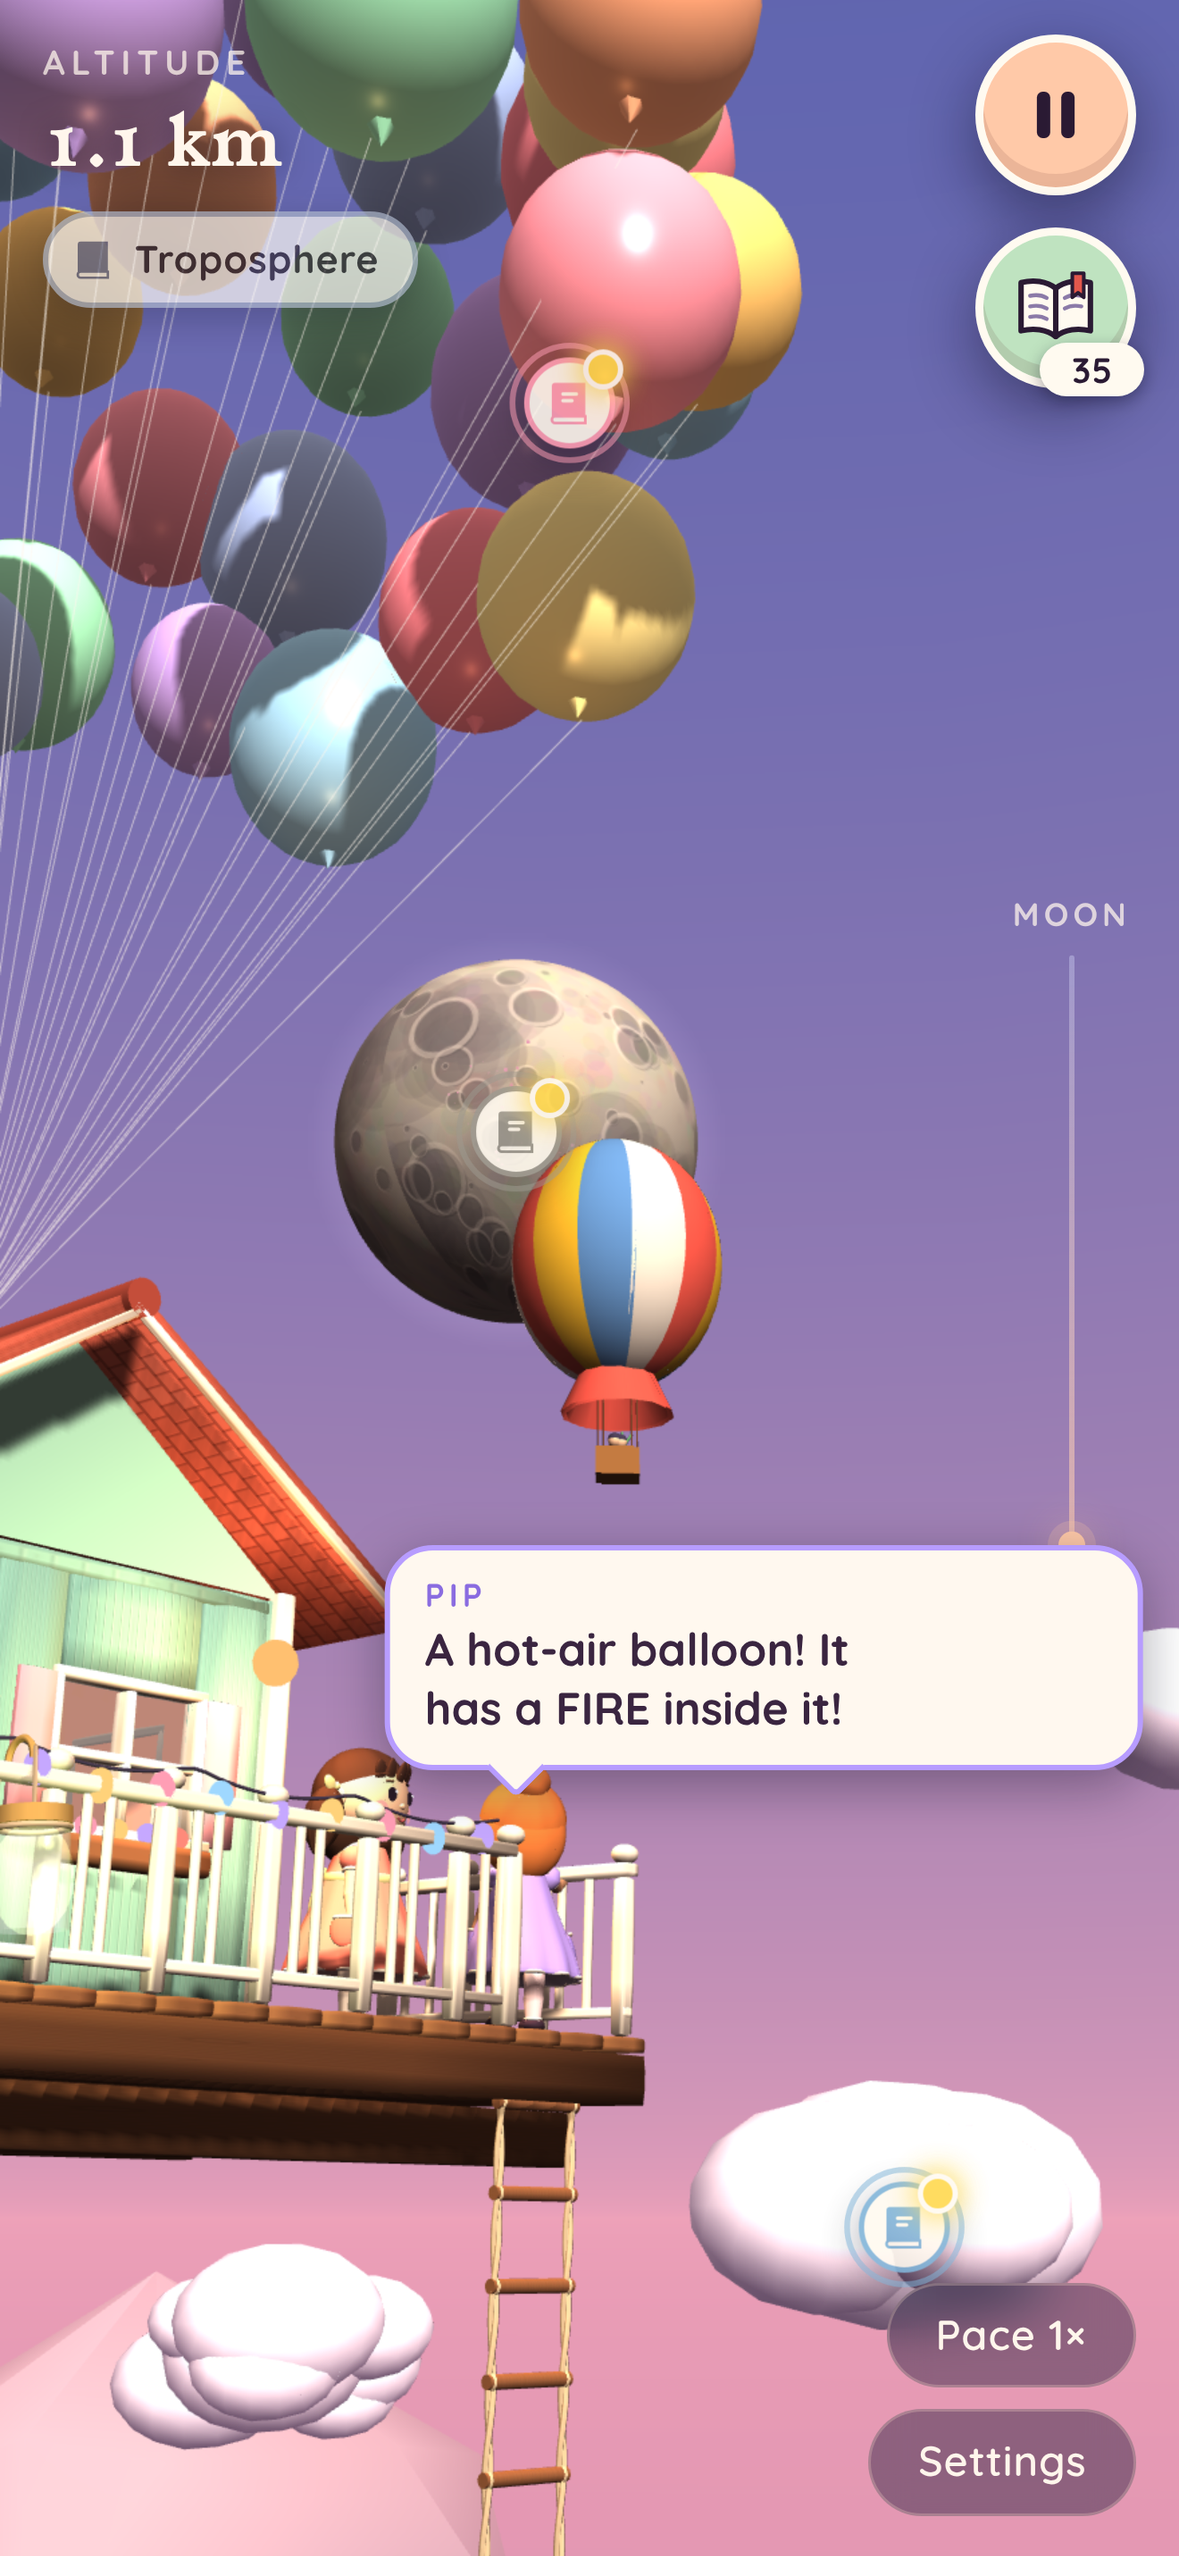 ALTITUDE
1.1 km
Troposphere
35
MOON
PIP
A hot-air balloon! It
has a FIRE inside it!
Pace 1×
Settings